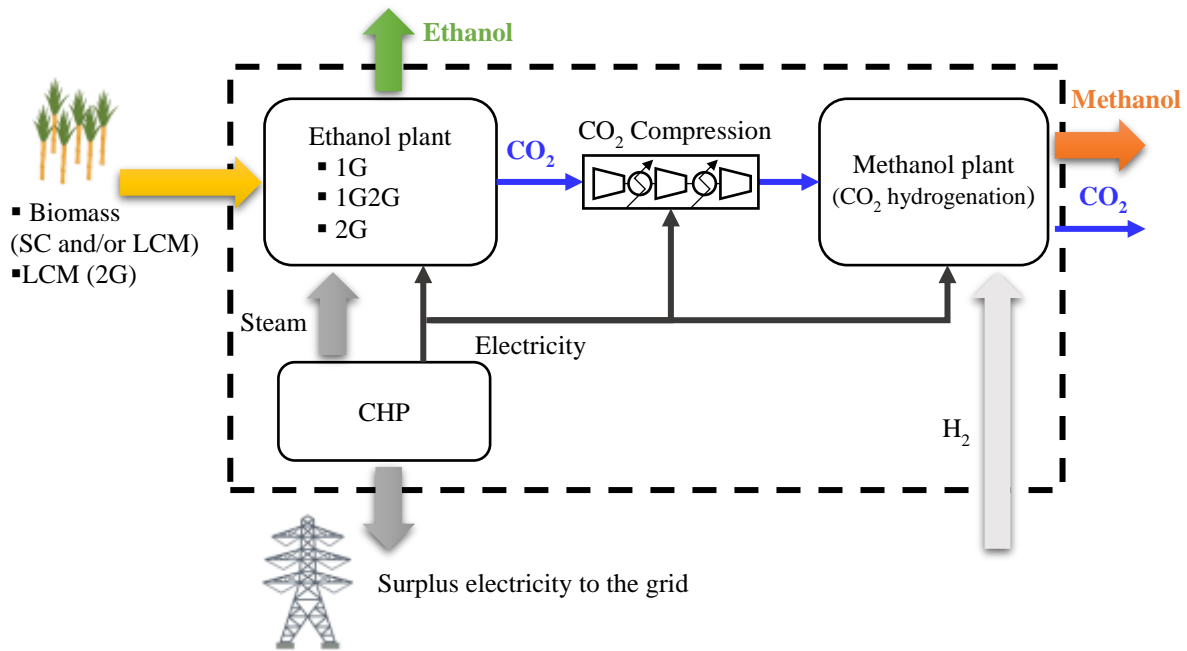 Ethanol
Ethanol plant
▪ 1G
▪ 1G2G
▪ 2G
CO₂
CO₂ Compression
Methanol plant
(CO₂ hydrogenation)
Methanol
CO₂
▪ Biomass
(SC and/or LCM)
▪LCM (2G)
Steam
Electricity
CHP
H₂
Surplus electricity to the grid